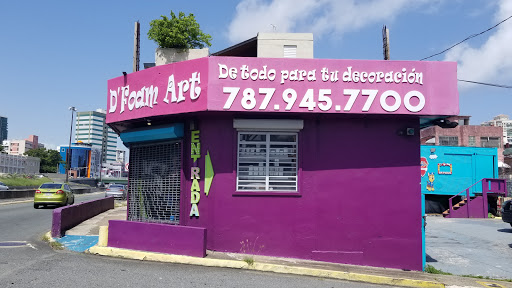 D'Foam Art
De todo para tu decoración
787.945.7700
ENTRADA